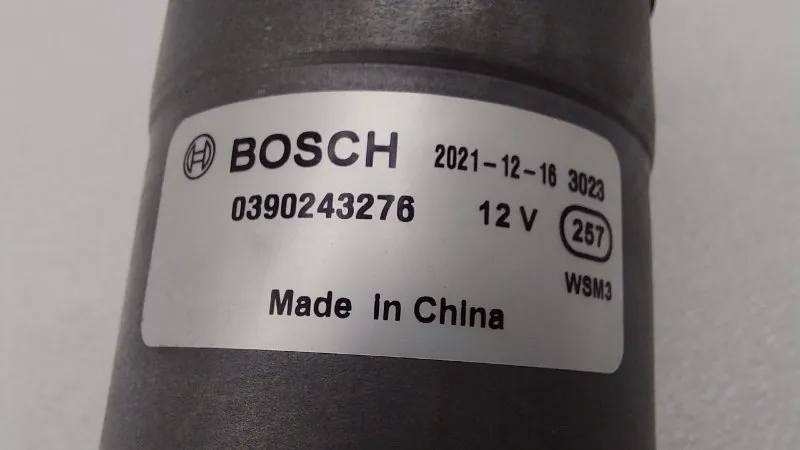 BOSCH 2021-12-16 3023
0390243276 12 V 257
WSM3
Made in China